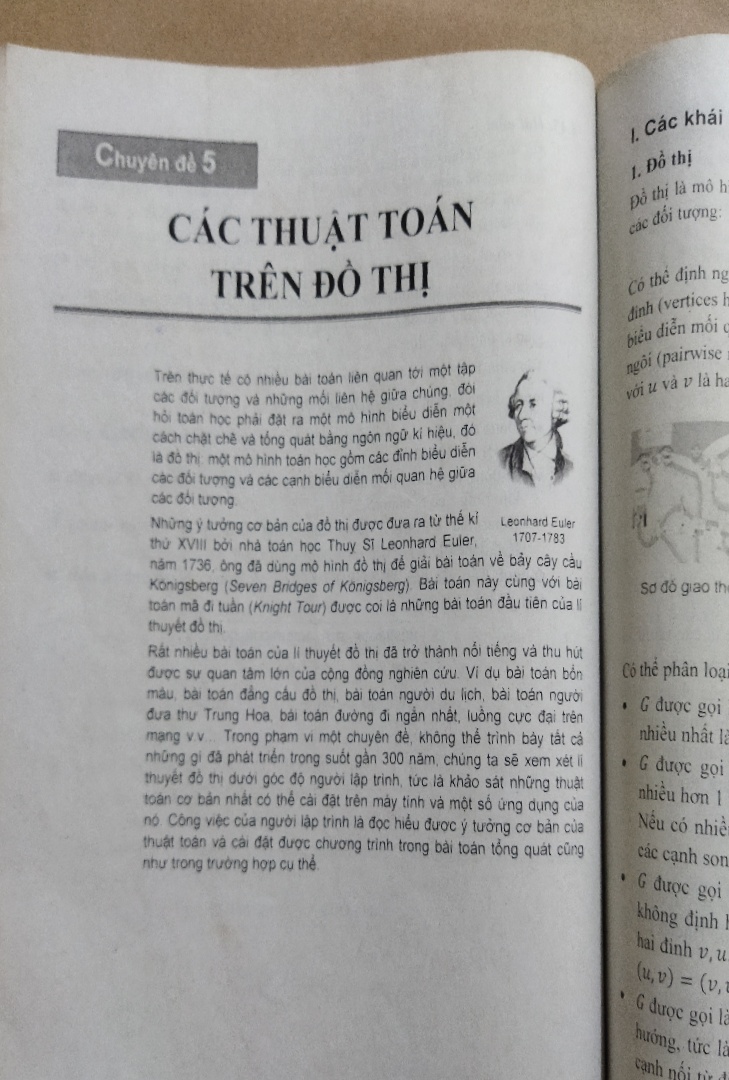 Chuyên đề 5
CÁC THUẬT TOÁN
TRÊN ĐỒ THỊ
Trên thực tế có nhiều bài toán liên quan tới một tập
các đối tượng và những mối liên hệ giữa chúng, đòi
hỏi toán học phải đặt ra một mô hình biểu diễn một
cách chặt chẽ và tổng quát bằng ngôn ngữ kí hiệu, đó
là đồ thị: một mô hình toán học gồm các đỉnh biểu diễn
các đối tượng và các cạnh biểu diễn mối quan hệ giữa
các đối tượng.
Những ý tưởng cơ bản của đồ thị được đưa ra từ thế kỉ
thứ XVIII bởi nhà toán học Thuỵ Sĩ Leonhard Euler,
năm 1736, ông đã dùng mô hình đồ thị để giải bài toán về bảy cây cầu
Königsberg (Seven Bridges of Königsberg). Bài toán này cùng với bài
toán mã đi tuần (Knight Tour) được coi là những bài toán đầu tiên của lí
thuyết đồ thị.
Leonhard Euler
1707-1783
Rất nhiều bài toán của lí thuyết đồ thị đã trở thành nổi tiếng và thu hút
được sự quan tâm lớn của cộng đồng nghiên cứu. Ví dụ bài toán bốn
màu, bài toán đẳng cấu đồ thị, bài toán người du lịch, bài toán người
đưa thư Trung Hoa, bài toán đường đi ngắn nhất, luồng cực đại trên
mạng v.v... Trong phạm vi một chuyên đề, không thể trình bày tất cả
những gì đã phát triển trong suốt gần 300 năm, chúng ta sẽ xem xét lí
thuyết đồ thị dưới góc độ người lập trình, tức là khảo sát những thuật
toán cơ bản nhất có thể cài đặt trên máy tính và một số ứng dụng của
nó. Công việc của người lập trình là đọc hiểu được ý tưởng cơ bản của
thuật toán và cài đặt được chương trình trong bài toán tổng quát cũng
như trong trường hợp cụ thể.
I. Các khái
1. Đồ thị
Đồ thị là mô
các đối tượng:
Có thể định
đỉnh (vertices
biểu diễn mối
ngôi (pairwise
với u và v là
Sơ đồ giao
Có thể phân loại
• G được gọi
nhiều nhất
• G được gọi
nhiều hơn 1
Nếu có
các cạnh
• G được gọi
không định
hai đỉnh v, u
(u, v) = (v,
• G được gọi là
hướng, tức là
cạnh nối từ